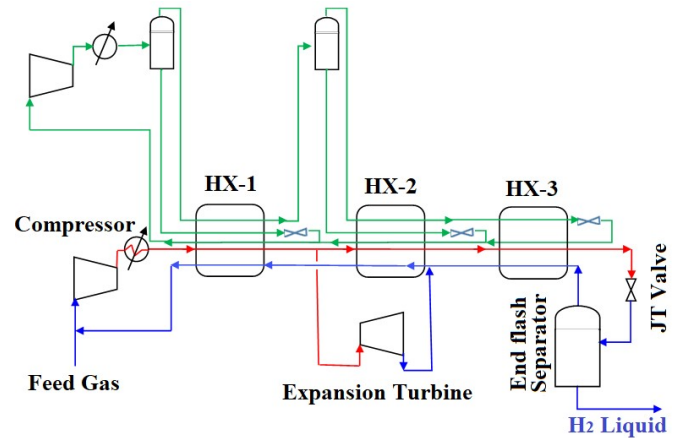 HX-1
HX-2
HX-3
Compressor
JT Valve
End flash
Separator
Feed Gas
Expansion Turbine
H2 Liquid